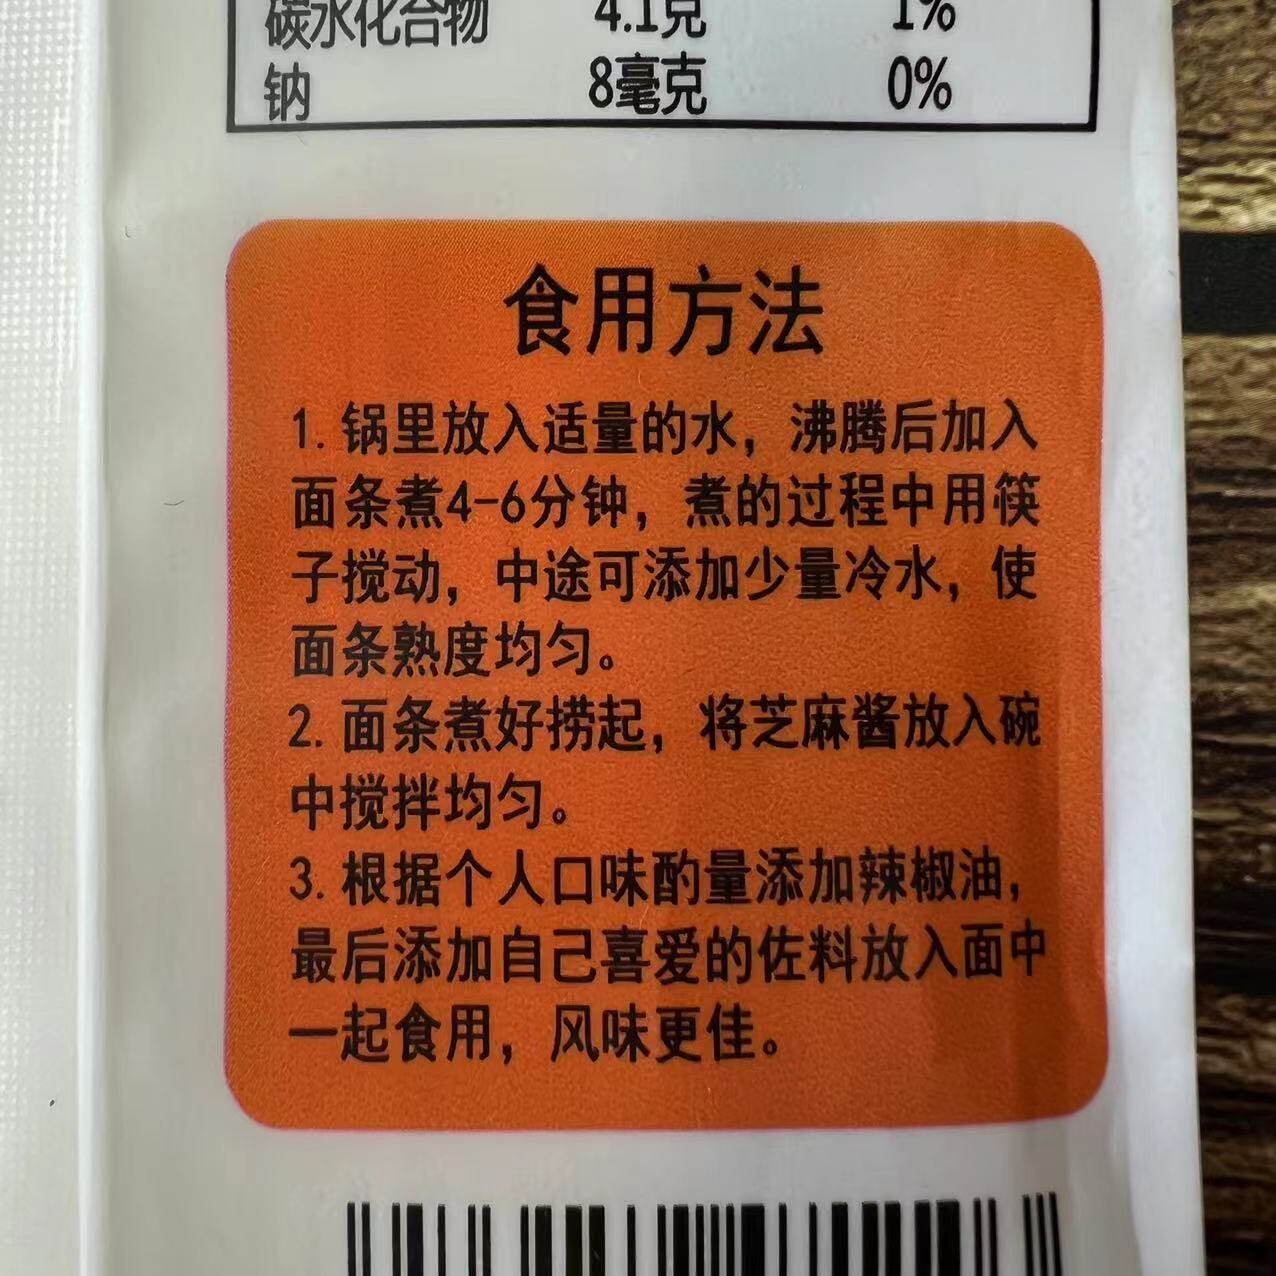 碳水化合物 4.1克 1%
钠 8毫克 0%
食用方法
1. 锅里放入适量的水，沸腾后加入
面条煮4-6分钟，煮的过程中用筷
子搅动，中途可添加少量冷水，使
面条熟度均匀。
2. 面条煮好捞起，将芝麻酱放入碗
中搅拌均匀。
3. 根据个人口味酌量添加辣椒油，
最后添加自己喜爱的佐料放入面中
一起食用，风味更佳。